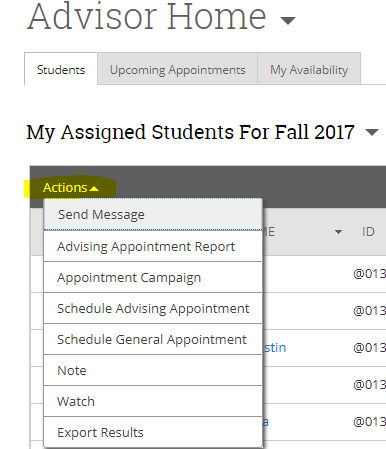 Advisor Home
Students Upcoming Appointments My Availability
My Assigned Students For Fall 2017
Actions
Send Message
ME ID
Advising Appointment Report
Appointment Campaign @013
Schedule Advising Appointment @013
Schedule General Appointment stin @013
Note @013
Watch a @013
Export Results